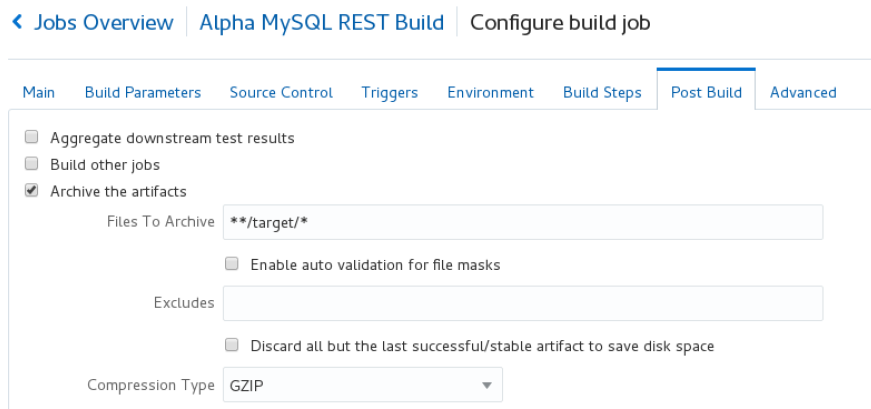 Jobs Overview Alpha MySQL REST Build Configure build job
Main Build Parameters Source Control Triggers Environment Build Steps Post Build Advanced
Aggregate downstream test results
Build other jobs
Archive the artifacts
Files To Archive **/target/*
Enable auto validation for file masks
Excludes
Discard all but the last successful/stable artifact to save disk space
Compression Type GZIP